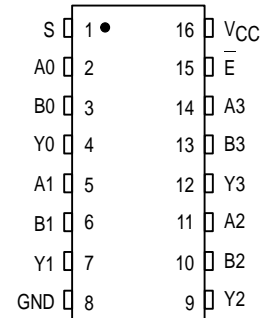 S 1 16 VCC
A0 2 15 E̅
B0 3 14 A3
Y0 4 13 B3
A1 5 12 Y3
B1 6 11 A2
Y1 7 10 B2
GND 8 9 Y2